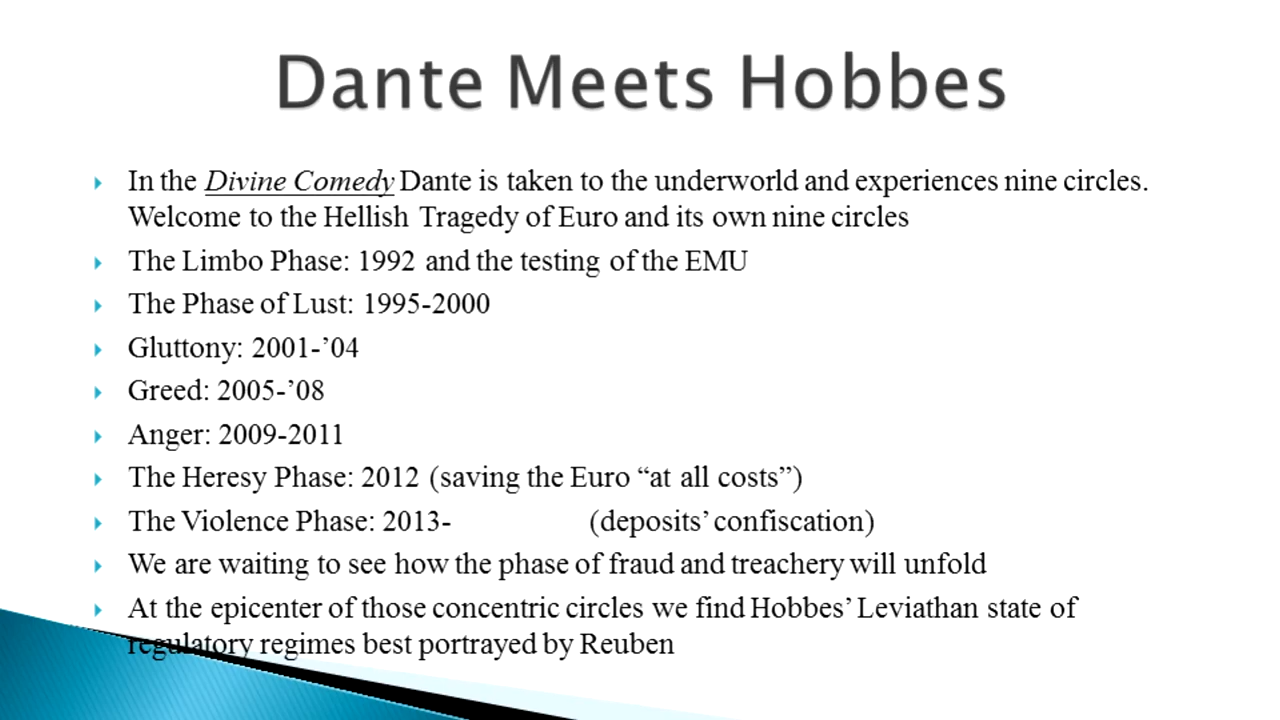 Dante Meets Hobbes
In the Divine Comedy Dante is taken to the underworld and experiences nine circles.
Welcome to the Hellish Tragedy of Euro and its own nine circles
The Limbo Phase: 1992 and the testing of the EMU
The Phase of Lust: 1995-2000
Gluttony: 2001-’04
Greed: 2005-’08
Anger: 2009-2011
The Heresy Phase: 2012 (saving the Euro “at all costs”)
The Violence Phase: 2013- (deposits’ confiscation)
We are waiting to see how the phase of fraud and treachery will unfold
At the epicenter of those concentric circles we find Hobbes’ Leviathan state of
regulatory regimes best portrayed by Reuben